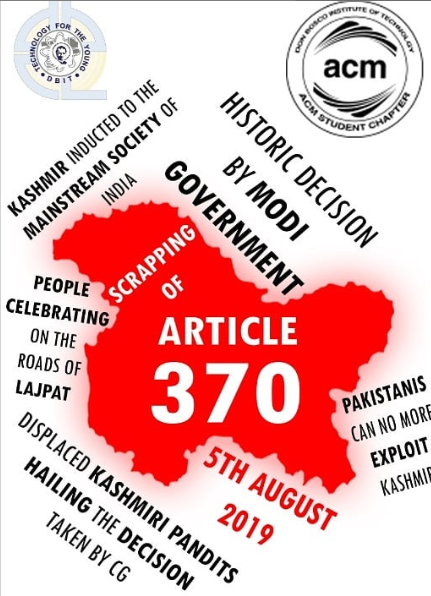 TECHNOLOGY FOR THE YOUNG
DBIT
DON BOSCO INSTITUTE OF TECHNOLOGY
acm
ACM STUDENT CHAPTER
KASHMIR INDUCTED TO THE
MAINSTREAM SOCIETY OF
INDIA
HISTORIC DECISION
BY MODI
GOVERNMENT
SCRAPPING
OF
ARTICLE
370
5TH AUGUST
2019
PEOPLE
CELEBRATING
ON THE
ROADS OF
LAJPAT
PAKISTANIS
CAN NO MORE
EXPLOIT
KASHMIR
DISPLACED KASHMIRI PANDITS
HAILING THE DECISION
TAKEN BY CG